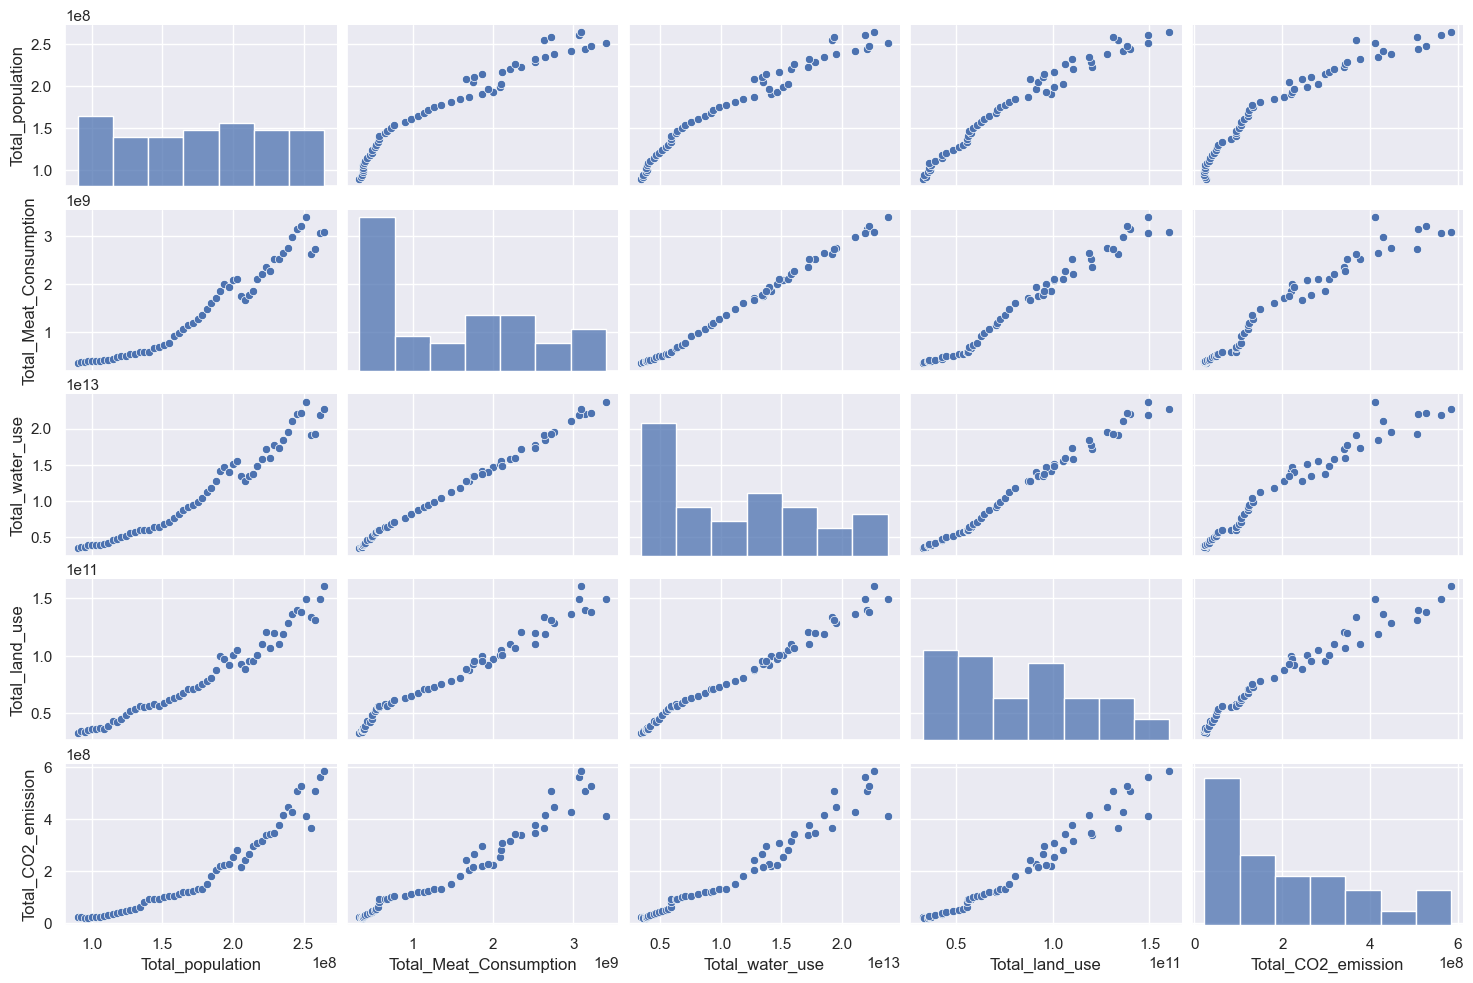 1e8
2.5
2.0
1.5
1.0
Total_population
1e9
3
2
1
Total_Meat_Consumption
1e13
2.0
1.5
1.0
0.5
Total_water_use
1e11
1.5
1.0
0.5
Total_land_use
1e8
6
4
2
0
Total_CO2_emission
1.0 1.5 2.0 2.5 1 2 3 0.5 1.0 1.5 2.0 0.5 1.0 1.5 0 2 4 6
Total_population 1e8 Total_Meat_Consumption 1e9 Total_water_use 1e13 Total_land_use 1e11 Total_CO2_emission 1e8